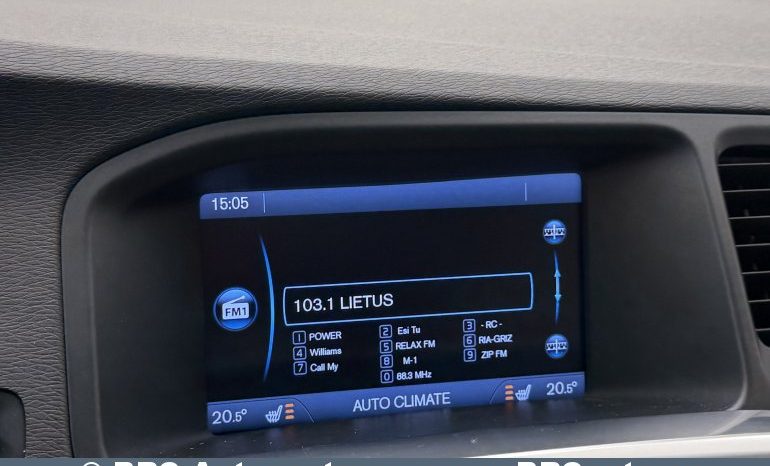 15:05
FM1
103.1 LIETUS
1 POWER 2 Esi Tu 3 - RC -
4 Williams 5 RELAX FM 6 RIA-GRIZ
7 Call My 8 M-1 9 ZIP FM
0 68.3 MHz
20.5° AUTO CLIMATE 20.5°